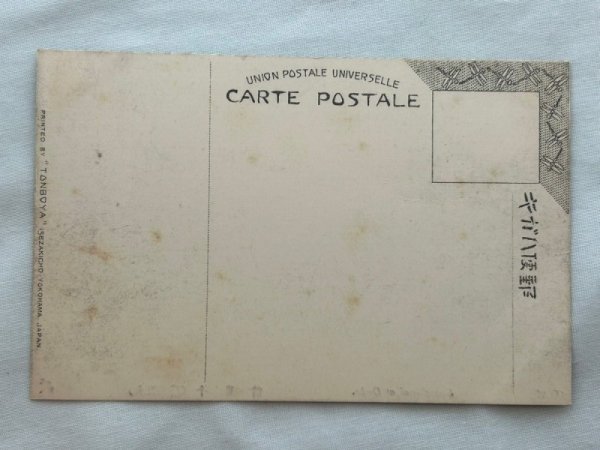 UNION POSTALE UNIVERSELLE
CARTE POSTALE
郵便ハガキ
PRINTED BY "TONBOYA" ISEZAKICHO YOKOHAMA, JAPAN.